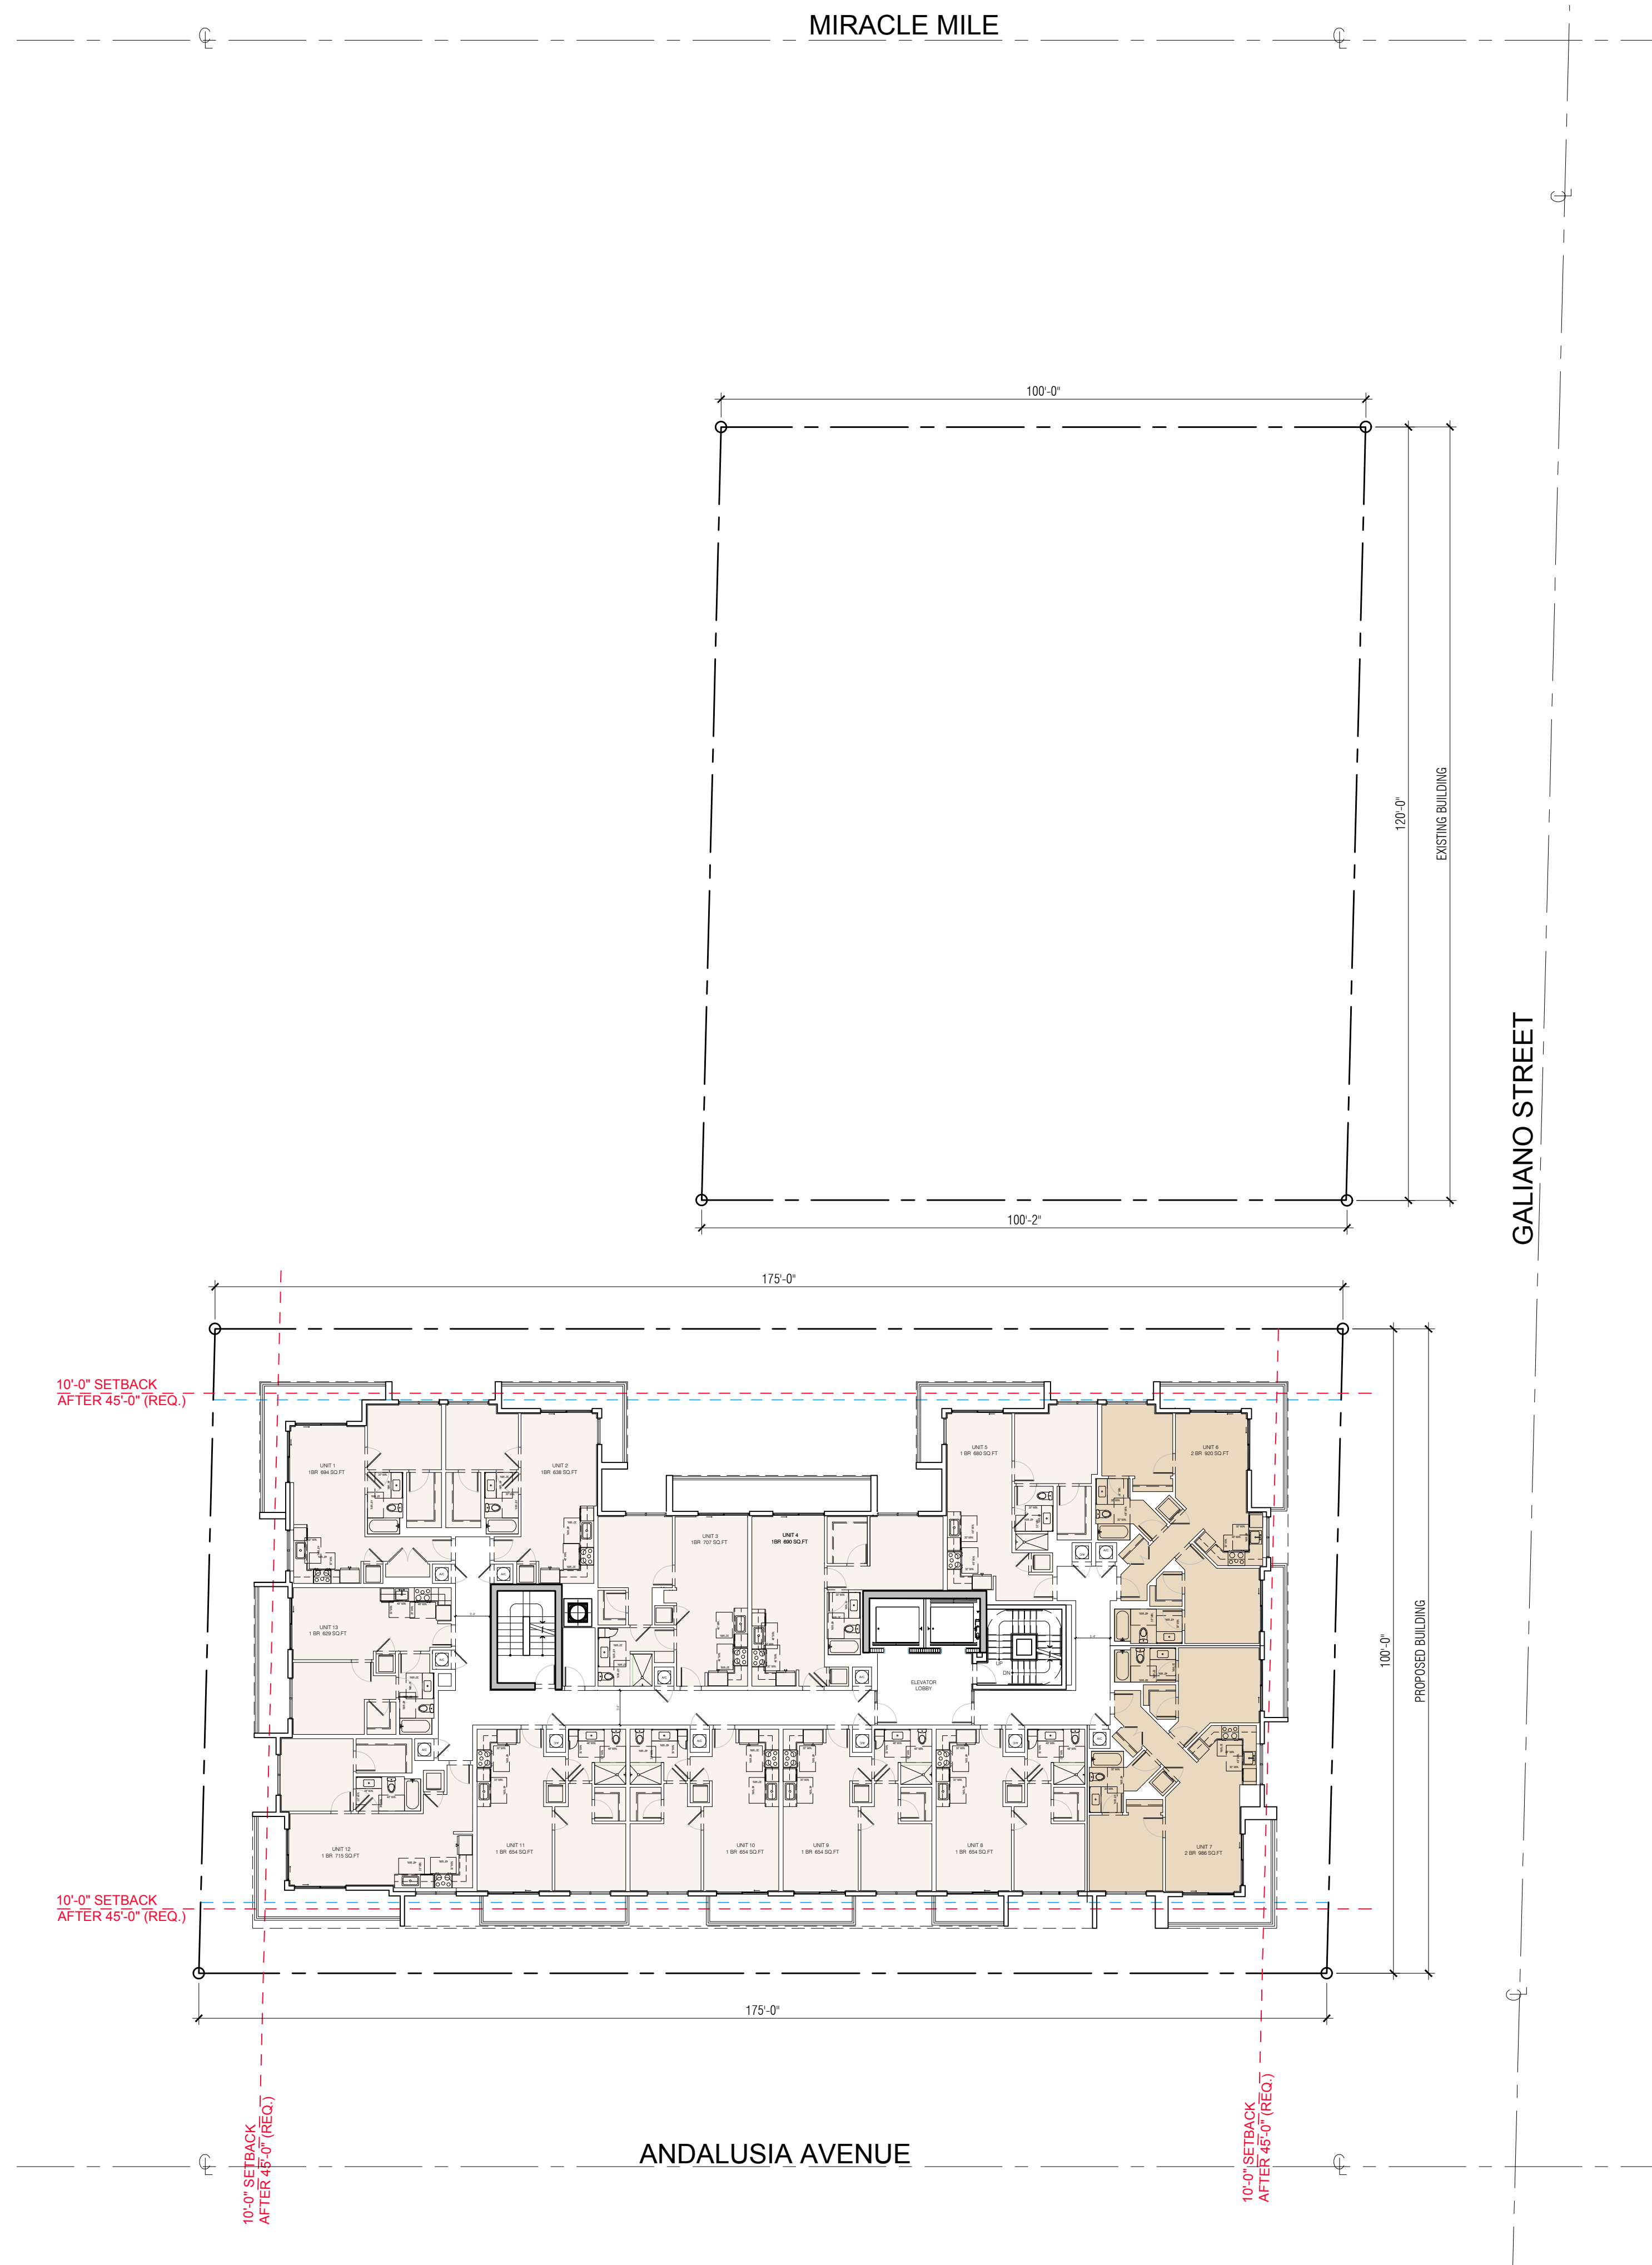 MIRACLE MILE
100'-0"
120'-0"
EXISTING BUILDING
GALIANO STREET
100'-2"
175'-0"
10'-0" SETBACK
AFTER 45'-0" (REQ.)
UNIT 1
1BR 694 SQ.FT
UNIT 2
1BR 638 SQ.FT
UNIT 5
1 BR 680 SQ.FT
UNIT 6
2 BR 920 SQ.FT
UNIT 3
1BR 707 SQ.FT
UNIT 4
1BR 690 SQ.FT
UNIT 13
1 BR 629 SQ.FT
UP
DN
ELEVATOR
LOBBY
100'-0"
PROPOSED BUILDING
UNIT 12
1 BR 715 SQ.FT
UNIT 11
1 BR 654 SQ.FT
UNIT 10
1 BR 654 SQ.FT
UNIT 9
1 BR 654 SQ.FT
UNIT 8
1 BR 654 SQ.FT
UNIT 7
2 BR 986 SQ.FT
10'-0" SETBACK
AFTER 45'-0" (REQ.)
175'-0"
10'-0" SETBACK
AFTER 45'-0" (REQ.)
10'-0" SETBACK
AFTER 45'-0" (REQ.)
ANDALUSIA AVENUE